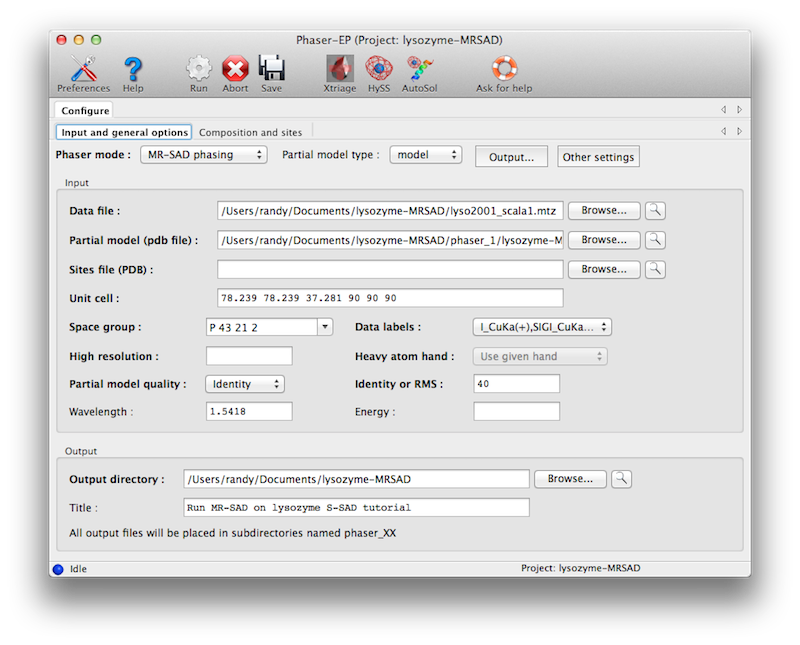 Phaser-EP (Project: lysozyme-MRSAD)
Preferences Help Run Abort Save Xtriage HySS AutoSol Ask for help
Configure
Input and general options Composition and sites
Phaser mode : MR-SAD phasing Partial model type : model Output... Other settings
Input
Data file : /Users/randy/Documents/lysozyme-MRSAD/lyso2001_scala1.mtz Browse...
Partial model (pdb file) : /Users/randy/Documents/lysozyme-MRSAD/phaser_1/lysozyme-M Browse...
Sites file (PDB) : Browse...
Unit cell : 78.239 78.239 37.281 90 90 90
Space group : P 43 21 2 Data labels : I_CuKa(+),SIGI_CuKa...
High resolution : Heavy atom hand : Use given hand
Partial model quality : Identity Identity or RMS : 40
Wavelength : 1.5418 Energy :
Output
Output directory : /Users/randy/Documents/lysozyme-MRSAD Browse...
Title : Run MR-SAD on lysozyme S-SAD tutorial
All output files will be placed in subdirectories named phaser_XX
Idle Project: lysozyme-MRSAD